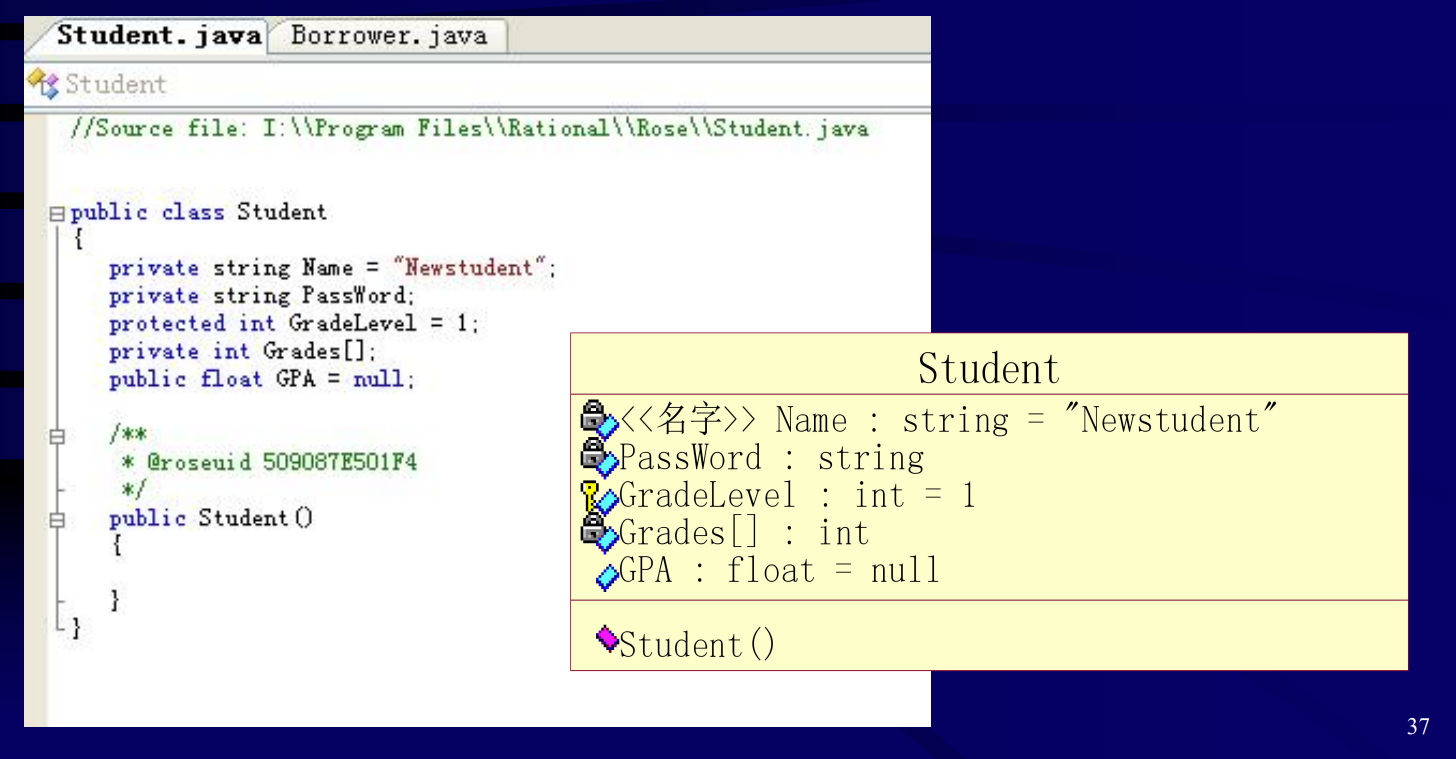 Student.java Borrower.java
Student
//Source file: I:\\Program Files\\Rational\\Rose\\Student.java
public class Student
{
private string Name = "Newstudent";
private string PassWord;
protected int GradeLevel = 1;
private int Grades[];
public float GPA = null;
/**
* @roseuid 509087E501F4
*/
public Student()
{
}
}
Student
<<名字>> Name : string = "Newstudent"
PassWord : string
GradeLevel : int = 1
Grades[] : int
GPA : float = null
Student()
37